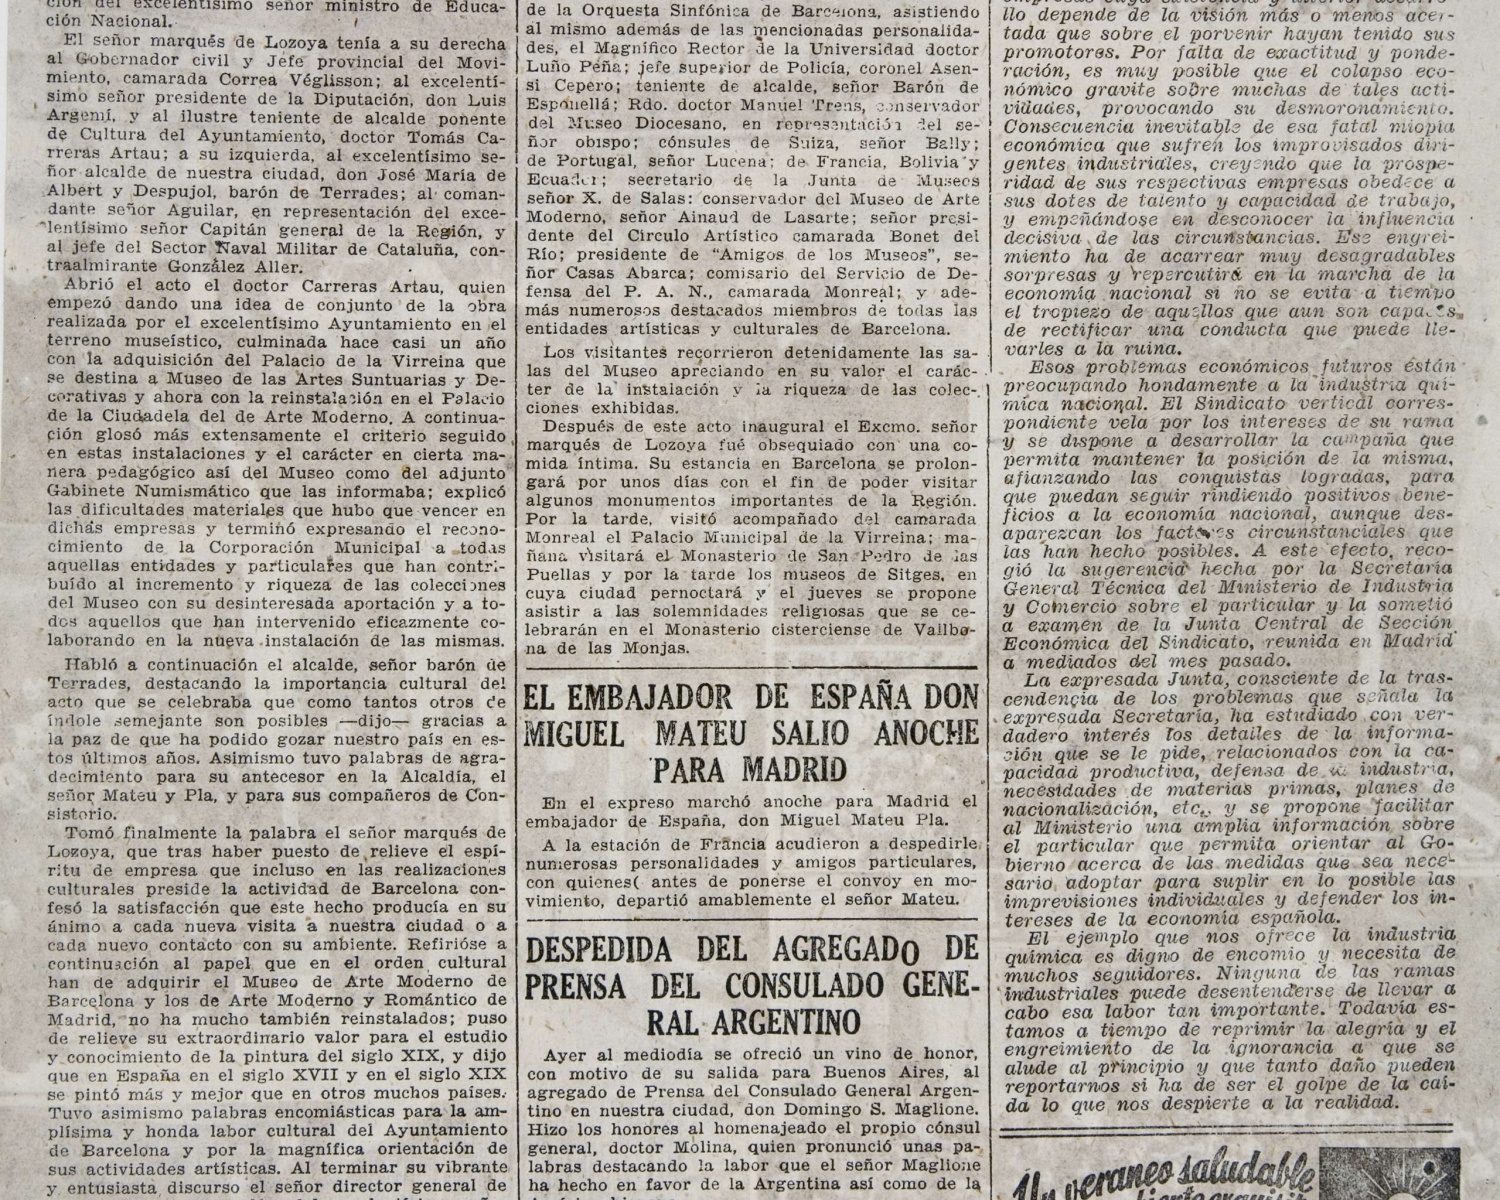 ción del excelentísimo señor ministro de Educa-
ción Nacional.
El señor marqués de Lozoya tenía a su derecha
al Gobernador civil y Jefe provincial del Movi-
miento, camarada Correa Véglisson; al excelentí-
simo señor presidente de la Diputación, don Luis
Argemí, y al ilustre teniente de alcalde ponente
de Cultura del Ayuntamiento, doctor Tomás Ca-
rreras Artau; a su izquierda, al excelentísimo se-
ñor alcalde de nuestra ciudad, don José María de
Albert y Despujol, barón de Terrades; al coman-
dante señor Aguilar, en representación del exce-
lentísimo señor Capitán general de la Región, y
al jefe del Sector Naval Militar de Cataluña, con-
traalmirante González Aller.
Abrió el acto el doctor Carreras Artau, quien
empezó dando una idea de conjunto de la obra
realizada por el excelentísimo Ayuntamiento en el
terreno museístico, culminada hace casi un año
con la adquisición del Palacio de la Virreina que
se destina a Museo de las Artes Suntuarias y De-
corativas y ahora con la reinstalación en el Palacio
de la Ciudadela del de Arte Moderno. A continua-
ción glosó más extensamente el criterio seguido
en estas instalaciones y el carácter en cierta ma-
nera pedagógico así del Museo como del adjunto
Gabinete Numismático que las informaba; explicó
las dificultades materiales que hubo que vencer en
dichas empresas y terminó expresando el recono-
cimiento de la Corporación Municipal a todas
aquellas entidades y particulares que han contri-
buído al incremento y riqueza de las colecciones
del Museo con su desinteresada aportación y a to-
dos aquellos que han intervenido eficazmente co-
laborando en la nueva instalación de las mismas.
Habló a continuación el alcalde, señor barón de
Terrades, destacando la importancia cultural del
acto que se celebraba que como tantos otros de
índole semejante son posibles —dijo— gracias a
la paz de que ha podido gozar nuestro país en es-
tos últimos años. Asimismo tuvo palabras de agra-
decimiento para su antecesor en la Alcaldía, el
señor Mateu y Pla, y para sus compañeros de Con-
sistorio.
Tomó finalmente la palabra el señor marqués de
Lozoya, que tras haber puesto de relieve el espí-
ritu de empresa que incluso en las realizaciones
culturales preside la actividad de Barcelona con-
fesó la satisfacción que este hecho producía en su
ánimo a cada nueva visita a nuestra ciudad o a
cada nuevo contacto con su ambiente. Refirióse a
continuación al papel que en el orden cultural
han de adquirir el Museo de Arte Moderno de
Barcelona y los de Arte Moderno y Romántico de
Madrid, no ha mucho también reinstalados; puso
de relieve su extraordinario valor para el estudio
y conocimiento de la pintura del siglo XIX, y dijo
que en España en el siglo XVII y en el siglo XIX
se pintó más y mejor que en otros muchos países.
Tuvo asimismo palabras encomiásticas para la am-
plísima y honda labor cultural del Ayuntamiento
de Barcelona y por la magnífica orientación de
sus actividades artísticas. Al terminar su vibrante
y entusiasta discurso el señor director general de
de la Orquesta Sinfónica de Barcelona, asistiendo
al mismo además de las mencionadas personalida-
des, el Magnífico Rector de la Universidad doctor
Luño Péña; jefe superior de Policía, coronel Asen-
si Cepero; teniente de alcalde, señor Barón de
Esponellá; Rdo. doctor Manuel Trens, conservador
del Museo Diocesano, en representación del se-
ñor obispo; cónsules de Suiza, señor Bally;
de Portugal, señor Lucena; de Francia, Bolivia y
Ecuador; secretario de la Junta de Museos
señor X. de Salas: conservador del Museo de Arte
Moderno, señor Ainaud de Lasarte; señor presi-
dente del Círculo Artístico camarada Bonet del
Río; presidente de "Amigos de los Museos", se-
ñor Casas Abarca; comisario del Servicio de De-
fensa del P. A. N., camarada Monreal; y ade-
más numerosos destacados miembros de todas las
entidades artísticas y culturales de Barcelona.
Los visitantes recorrieron detenidamente las sa-
las del Museo apreciando en su valor el carác-
ter de la instalación y la riqueza de las colec-
ciones exhibidas.
Después de este acto inaugural el Excmo. señor
marqués de Lozoya fué obsequiado con una co-
mida íntima. Su estancia en Barcelona se prolon-
gará por unos días con el fin de poder visitar
algunos monumentos importantes de la Región.
Por la tarde, visitó acompañado del camarada
Monreal el Palacio Municipal de la Virreina; ma-
ñana visitará el Monasterio de San Pedro de las
Puellas y por la tarde los museos de Sitges, en
cuya ciudad pernoctará y el jueves se propone
asistir a las solemnidades religiosas que se ce-
lebrarán en el Monasterio cisterciense de Vallbo-
na de las Monjas.
EL EMBAJADOR DE ESPAÑA DON
MIGUEL MATEU SALIO ANOCHE
PARA MADRID
En el expreso marchó anoche para Madrid el
embajador de España, don Miguel Mateu Pla.
A la estación de Francia acudieron a despedirle
numerosas personalidades y amigos particulares,
con quienes( antes de ponerse el convoy en mo-
vimiento, departió amablemente el señor Mateu.
DESPEDIDA DEL AGREGADO DE
PRENSA DEL CONSULADO GENE-
RAL ARGENTINO
Ayer al mediodía se ofreció un vino de honor,
con motivo de su salida para Buenos Aires, al
agregado de Prensa del Consulado General Argen-
tino en nuestra ciudad, don Domingo S. Maglione.
Hizo los honores al homenajeado el propio cónsul
general, doctor Molina, quien pronunció unas pa-
labras destacando la labor que el señor Maglione
ha hecho en favor de la Argentina así como de la
llo depende de la visión más o menos acer-
tada que sobre el porvenir hayan tenido sus
promotores. Por falta de exactitud y ponde-
ración, es muy posible que el colapso eco-
nómico gravite sobre muchas de tales acti-
vidades, provocando su desmoronamiento.
Consecuencia inevitable de esa fatal miopía
económica que sufren los improvisados diri-
gentes industriales, creyendo que la prospe-
ridad de sus respectivas empresas obedece a
sus dotes de talento y capacidad de trabajo,
y empeñándose en desconocer la influencia
decisiva de las circunstancias. Ese engrei-
miento ha de acarrear muy desagradables
sorpresas y repercutirá en la marcha de la
economía nacional si no se evita a tiempo
el tropiezo de aquellos que aun son capaces
de rectificar una conducta que puede lle-
varles a la ruina.
Esos problemas económicos futuros están
preocupando hondamente a la industria quí-
mica nacional. El Sindicato vertical corres-
pondiente vela por los intereses de su rama
y se dispone a desarrollar la campaña que
permita mantener la posición de la misma,
afianzando las conquistas logradas, para
que puedan seguir rindiendo positivos bene-
ficios a la economía nacional, aunque des-
aparezcan los factores circunstanciales que
las han hecho posibles. A este efecto, reco-
gió la sugerencia hecha por la Secretaría
General Técnica del Ministerio de Industria
y Comercio sobre el particular y la sometió
a examen de la Junta Central de Sección
Económica del Sindicato, reunida en Madrid
a mediados del mes pasado.
La expresada Junta, consciente de la tras-
cendencia de los problemas que señala la
expresada Secretaría, ha estudiado con ver-
dadero interés los detalles de la informa-
ción que se le pide, relacionados con la ca-
pacidad productiva, defensa de la industria,
necesidades de materias primas, planes de
nacionalización, etc., y se propone facilitar
al Ministerio una amplia información sobre
el particular que permita orientar al Go-
bierno acerca de las medidas que sea nece-
sario adoptar para suplir en lo posible las
imprevisiones individuales y defender los in-
tereses de la economía española.
El ejemplo que nos ofrece la industria
química es digno de encomio y necesita de
muchos seguidores. Ninguna de las ramas
industriales puede desentenderse de llevar a
cabo esa labor tan importante. Todavía es-
tamos a tiempo de reprimir la alegría y el
engreimiento de la ignorancia a que se
alude al principio y que tanto daño pueden
reportarnos si ha de ser el golpe de la caí-
da lo que nos despierte a la realidad.
Un veraneo saludable